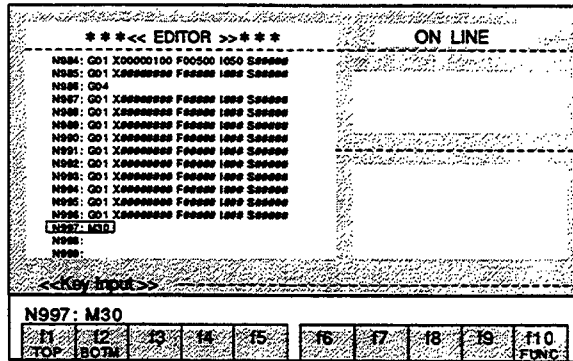 * * *<< EDITOR >>* * *
ON LINE
N984: G01 X00000100 F00500 I050 S#####
N985: G01 X######## F##### I### S#####
N986: G04
N987: G01 X######## F##### I### S#####
N988: G01 X######## F##### I### S#####
N989: G01 X######## F##### I### S#####
N990: G01 X######## F##### I### S#####
N991: G01 X######## F##### I### S#####
N992: G01 X######## F##### I### S#####
N993: G01 X######## F##### I### S#####
N994: G01 X######## F##### I### S#####
N995: G01 X######## F##### I### S#####
N996: G01 X######## F##### I### S#####
N997: M30
N998:
N999:
<<Key Input>>
N997: M30
f1 f2 f3 f4 f5 f6 f7 f8 f9 f10
TOP BOTM FUNC